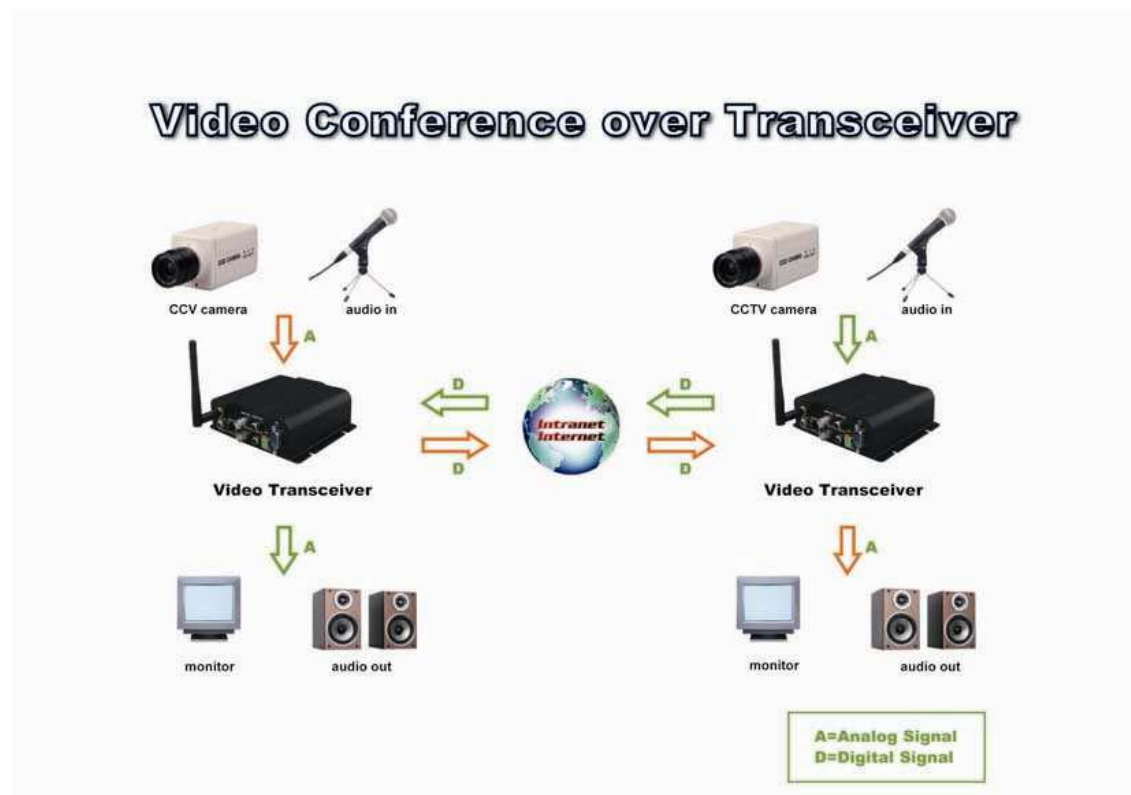 Video Conference over Transceiver
CCV camera
audio in
CCTV camera
audio in
A
A
D
D
Intranet
Internet
D
D
Video Transceiver
Video Transceiver
A
A
monitor
audio out
monitor
audio out
A=Analog Signal
D=Digital Signal